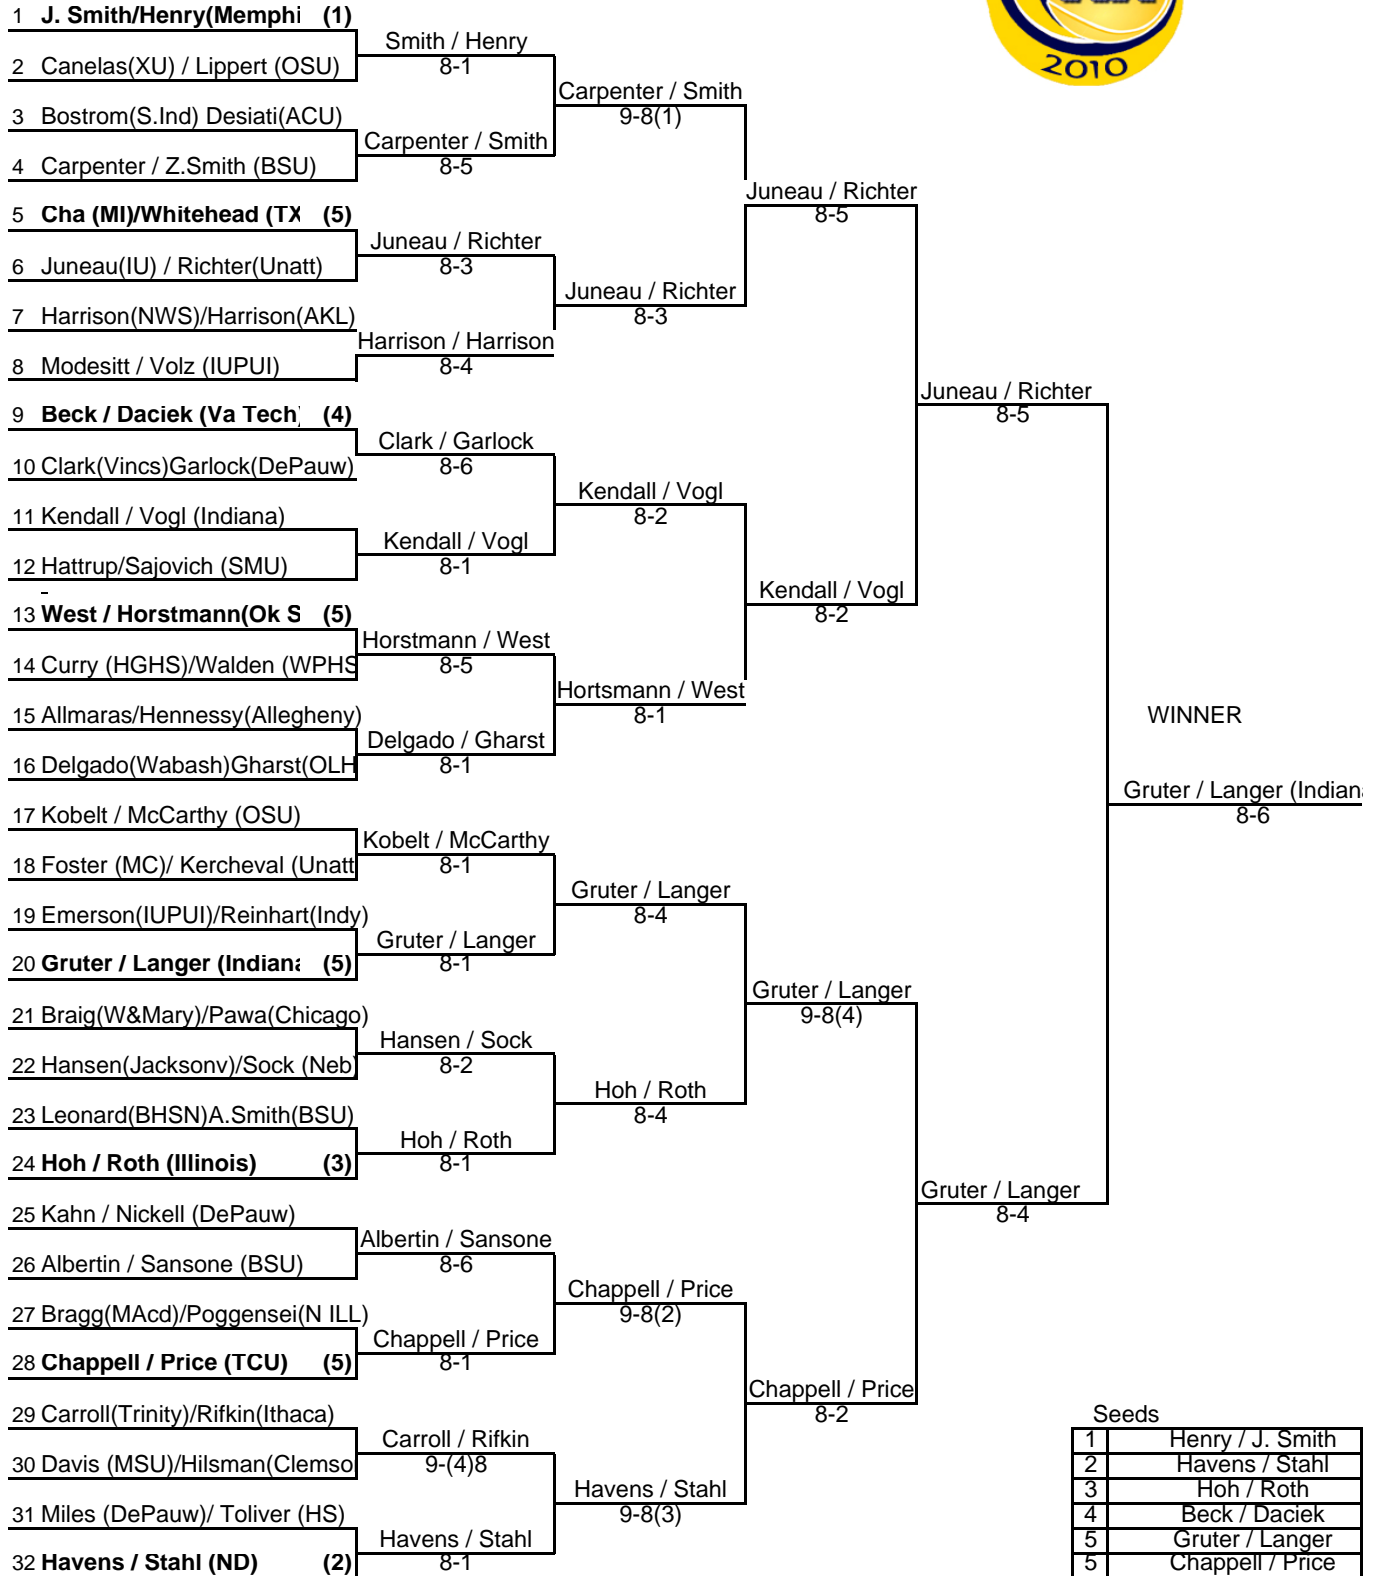 1 J. Smith/Henry(Memphi (1)
Smith / Henry
8-1
2 Canelas(XU) / Lippert (OSU)
2010
Carpenter / Smith
9-8(1)
3 Bostrom(S.Ind) Desiati(ACU)
Carpenter / Smith
8-5
4 Carpenter / Z.Smith (BSU)
Juneau / Richter
8-5
5 Cha (MI)/Whitehead (TX (5)
Juneau / Richter
8-3
6 Juneau(IU) / Richter(Unatt)
Juneau / Richter
8-3
7 Harrison(NWS)/Harrison(AKL)
Harrison / Harrison
8-4
8 Modesitt / Volz (IUPUI)
Juneau / Richter
8-5
9 Beck / Daciek (Va Tech) (4)
Clark / Garlock
8-6
10 Clark(Vincs)Garlock(DePauw)
Kendall / Vogl
8-2
11 Kendall / Vogl (Indiana)
Kendall / Vogl
8-1
12 Hattrup/Sajovich (SMU)
Kendall / Vogl
8-2
13 West / Horstmann(Ok S (5)
Horstmann / West
8-5
14 Curry (HGHS)/Walden (WPHS
Hortsmann / West
8-1
15 Allmaras/Hennessy(Allegheny)
WINNER
Delgado / Gharst
8-1
16 Delgado(Wabash)Gharst(OLH
Gruter / Langer (Indiana
8-6
17 Kobelt / McCarthy (OSU)
Kobelt / McCarthy
8-1
18 Foster (MC)/ Kercheval (Unatt
Gruter / Langer
8-4
19 Emerson(IUPUI)/Reinhart(Indy)
Gruter / Langer
8-1
20 Gruter / Langer (Indiana (5)
Gruter / Langer
9-8(4)
21 Braig(W&Mary)/Pawa(Chicago)
Hansen / Sock
8-2
22 Hansen(Jacksonv)/Sock (Neb)
Hoh / Roth
8-4
23 Leonard(BHSN)A.Smith(BSU)
Hoh / Roth
8-1
24 Hoh / Roth (Illinois) (3)
Gruter / Langer
8-4
25 Kahn / Nickell (DePauw)
Albertin / Sansone
8-6
26 Albertin / Sansone (BSU)
Chappell / Price
9-8(2)
27 Bragg(MAcd)/Poggensei(N ILL)
Chappell / Price
8-1
28 Chappell / Price (TCU) (5)
Chappell / Price
8-2
29 Carroll(Trinity)/Rifkin(Ithaca)
Carroll / Rifkin
9-(4)8
30 Davis (MSU)/Hilsman(Clemso
Havens / Stahl
9-8(3)
31 Miles (DePauw)/ Toliver (HS)
Havens / Stahl
8-1
32 Havens / Stahl (ND) (2)
Seeds
1 Henry / J. Smith
2 Havens / Stahl
3 Hoh / Roth
4 Beck / Daciek
5 Gruter / Langer
5 Chappell / Price